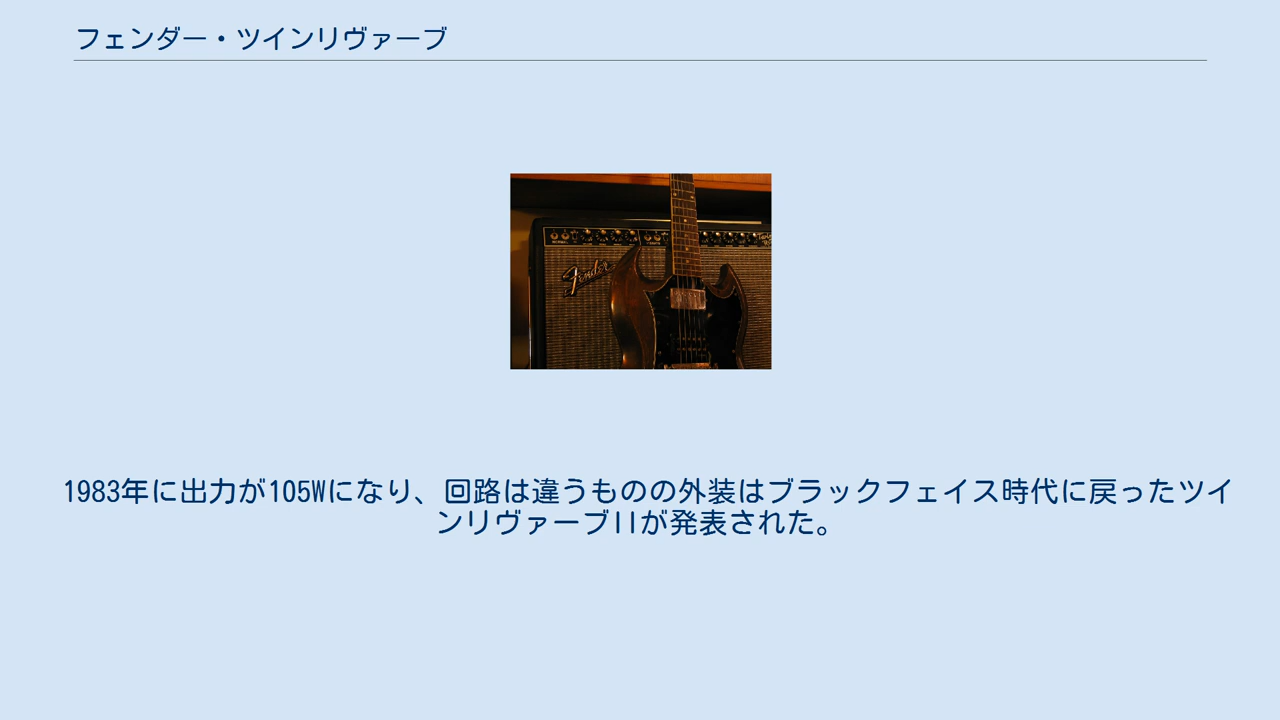 フェンダー・ツインリヴァーブ
Fender
1983年に出力が105Wになり、回路は違うものの外装はブラックフェイス時代に戻ったツイ
ンリヴァーブIIが発表された。